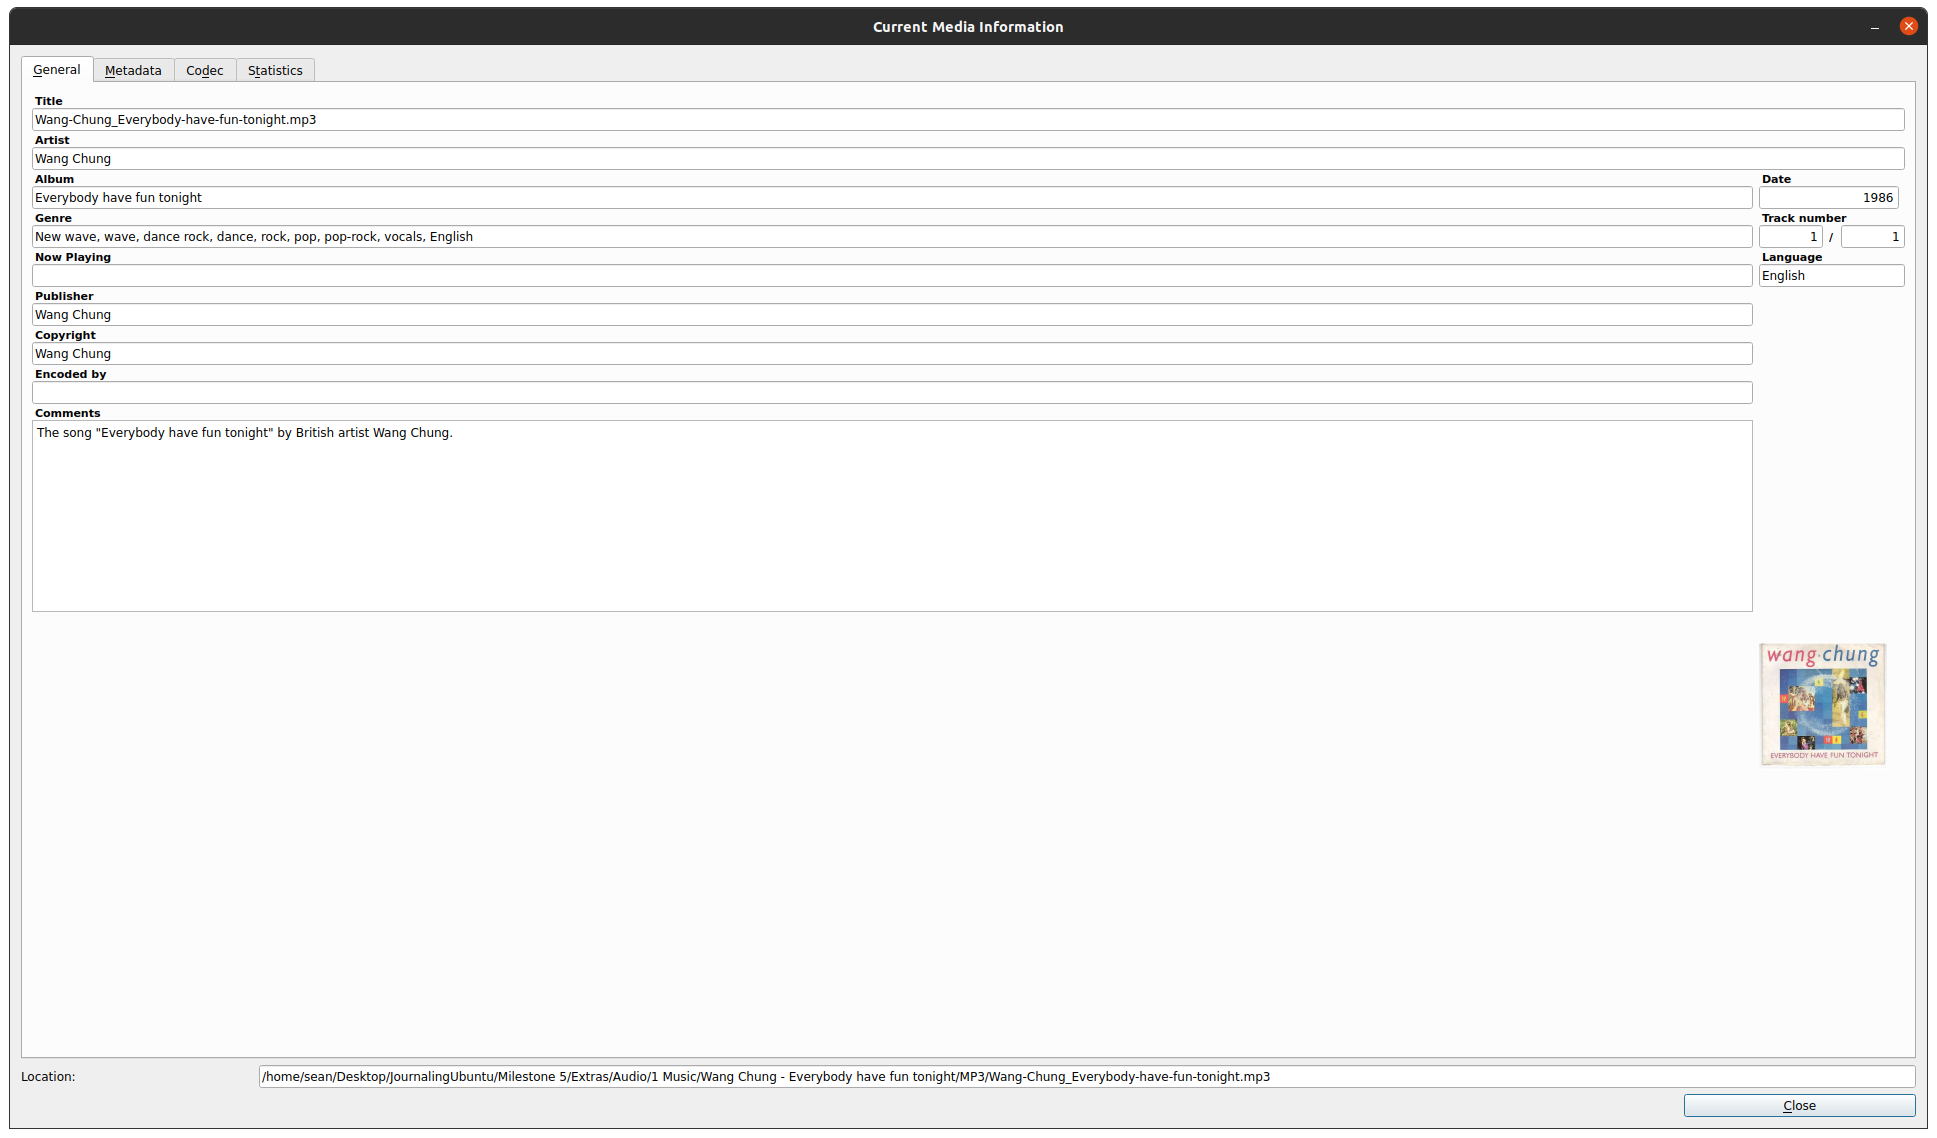 Current Media Information
General Metadata Codec Statistics
Title
Wang-Chung_Everybody-have-fun-tonight.mp3
Artist
Wang Chung
Album Date
Everybody have fun tonight 1986
Genre Track number
New wave, wave, dance rock, dance, rock, pop, pop-rock, vocals, English 1 / 1
Now Playing Language
English
Publisher
Wang Chung
Copyright
Wang Chung
Encoded by
Comments
The song "Everybody have fun tonight" by British artist Wang Chung.
wang chung
EVERYBODY HAVE FUN TONIGHT
Location: /home/sean/Desktop/JournalingUbuntu/Milestone 5/Extras/Audio/1 Music/Wang Chung - Everybody have fun tonight/MP3/Wang-Chung_Everybody-have-fun-tonight.mp3
Close